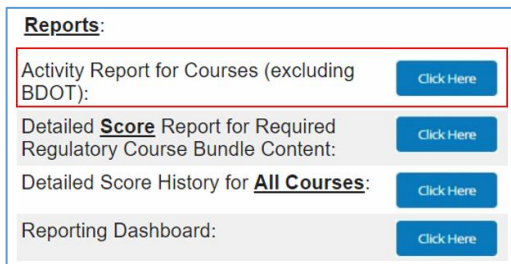 Reports:
Activity Report for Courses (excluding
BDOT):
Click Here
Detailed Score Report for Required
Regulatory Course Bundle Content:
Click Here
Detailed Score History for All Courses:
Click Here
Reporting Dashboard:
Click Here